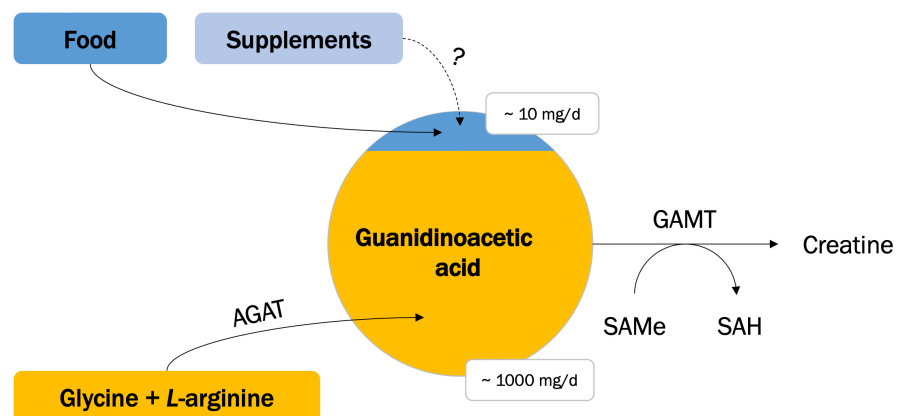 Food
Supplements
?
~ 10 mg/d
Guanidinoacetic
acid
GAMT
Creatine
SAMe
SAH
AGAT
~ 1000 mg/d
Glycine + L-arginine